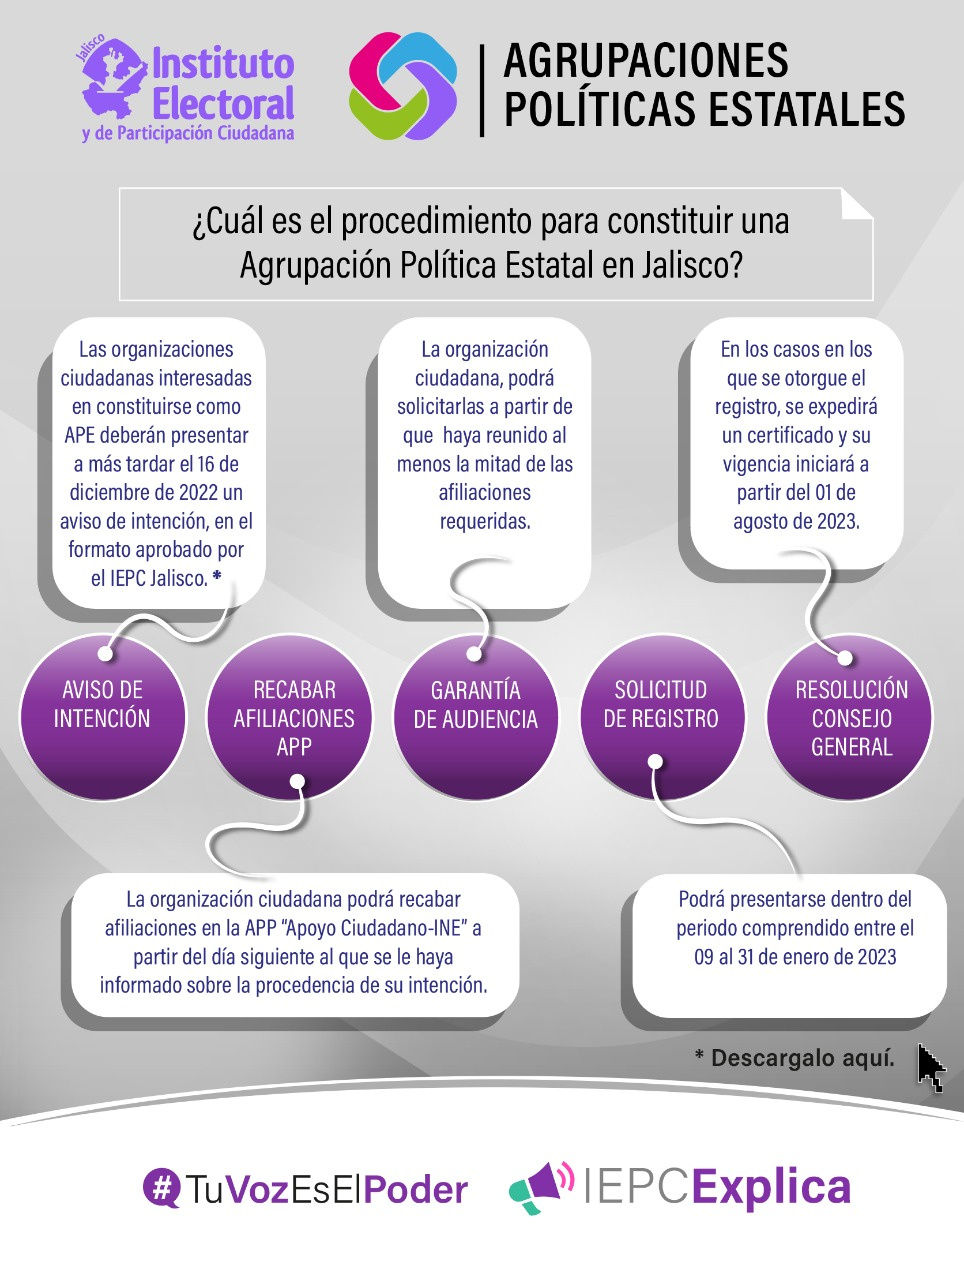 Jalisco
Instituto
Electoral
y de Participación Ciudadana
AGRUPACIONES
POLÍTICAS ESTATALES
¿Cuál es el procedimiento para constituir una
Agrupación Política Estatal en Jalisco?
Las organizaciones
ciudadanas interesadas
en constituirse como
APE deberán presentar
a más tardar el 16 de
diciembre de 2022 un
aviso de intención, en el
formato aprobado por
el IEPC Jalisco. *
La organización
ciudadana, podrá
solicitarlas a partir de
que haya reunido al
menos la mitad de las
afiliaciones
requeridas.
En los casos en los
que se otorgue el
registro, se expedirá
un certificado y su
vigencia iniciará a
partir del 01 de
agosto de 2023.
AVISO DE
INTENCIÓN
RECABAR
AFILIACIONES
APP
GARANTÍA
DE AUDIENCIA
SOLICITUD
DE REGISTRO
RESOLUCIÓN
CONSEJO
GENERAL
La organización ciudadana podrá recabar
afiliaciones en la APP "Apoyo Ciudadano-INE" a
partir del día siguiente al que se le haya
informado sobre la procedencia de su intención.
Podrá presentarse dentro del
periodo comprendido entre el
09 al 31 de enero de 2023
* Descargalo aquí.
#TuVozEsElPoder
IEPCExplica